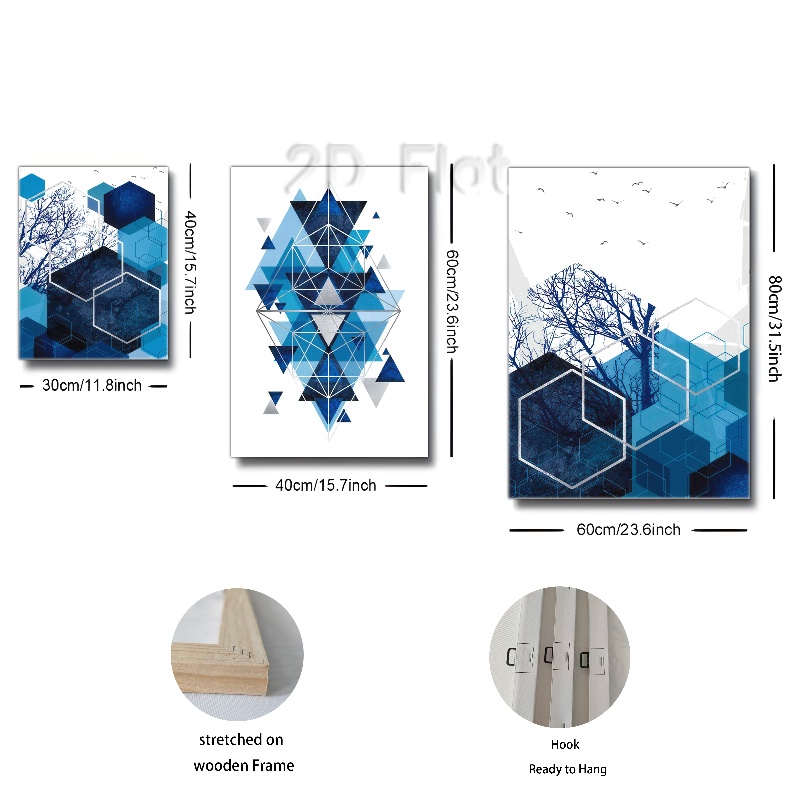 2D Flat
40cm/15.7inch
30cm/11.8inch
60cm/23.6inch
40cm/15.7inch
80cm/31.5inch
60cm/23.6inch
stretched on
wooden Frame
Hook
Ready to Hang